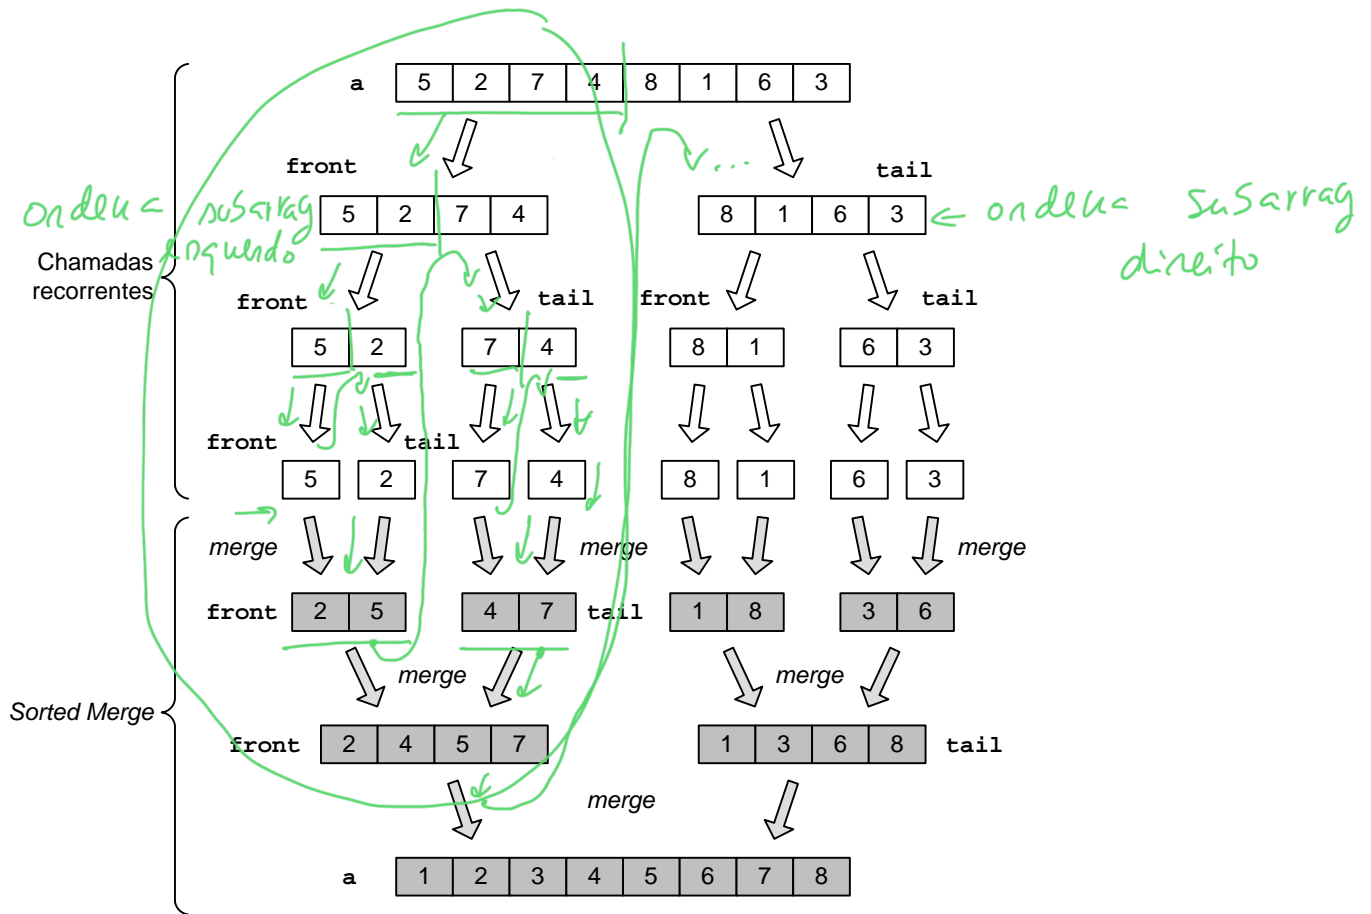 a 5 2 7 4 8 1 6 3
front tail
ordena subarray 5 2 7 4 8 1 6 3 ordena subarray
esquerdo direito
Chamadas
recorrentes
front tail front tail
5 2 7 4 8 1 6 3
front tail
5 2 7 4 8 1 6 3
merge merge merge
front 2 5 4 7 tail 1 8 3 6
merge merge
Sorted Merge
front 2 4 5 7 1 3 6 8 tail
merge
a 1 2 3 4 5 6 7 8